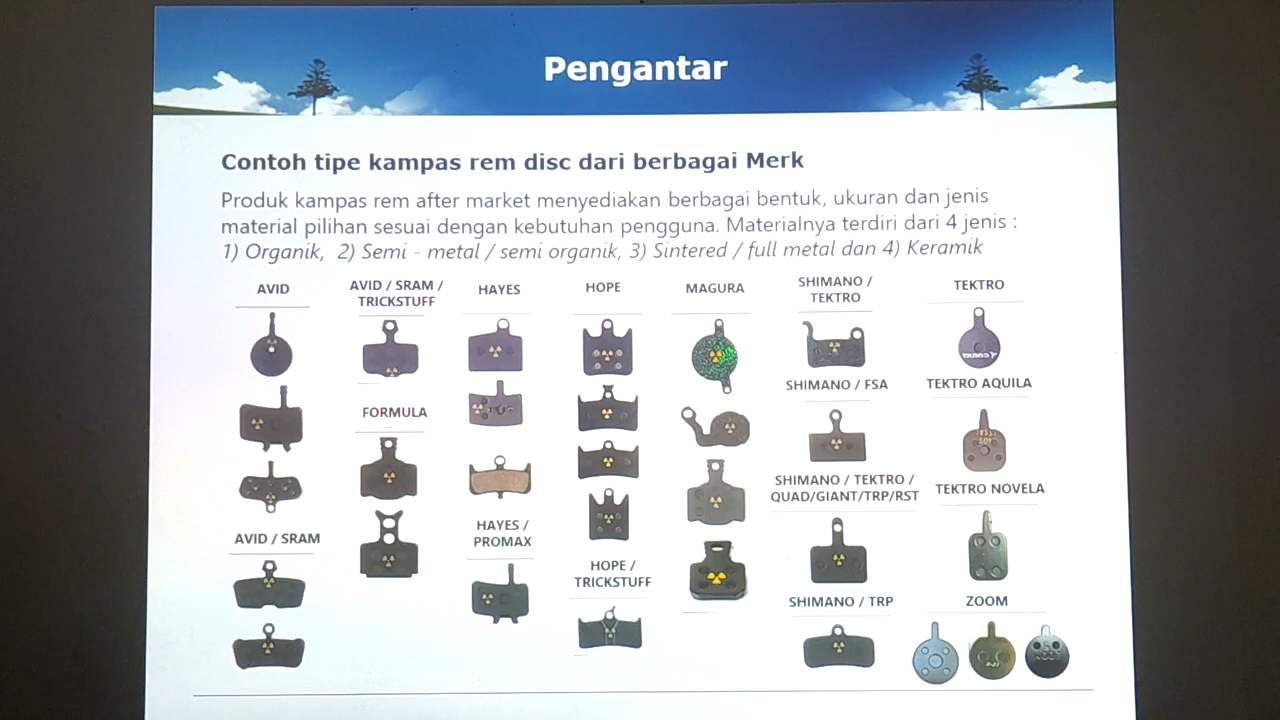 Pengantar
Contoh tipe kampas rem disc dari berbagai Merk
Produk kampas rem after market menyediakan berbagai bentuk, ukuran dan jenis
material pilihan sesuai dengan kebutuhan pengguna. Materialnya terdiri dari 4 jenis :
1) Organik, 2) Semi - metal / semi organik, 3) Sintered / full metal dan 4) Keramik
AVID
AVID / SRAM
AVID / SRAM /
TRICKSTUFF
FORMULA
HAYES
HAYES /
PROMAX
HOPE
HOPE /
TRICKSTUFF
MAGURA
SHIMANO /
TEKTRO
SHIMANO / FSA
SHIMANO / TEKTRO /
QUAD/GIANT/TRP/RST
SHIMANO / TRP
TEKTRO
TEKTRO AQUILA
TEKTRO NOVELA
ZOOM